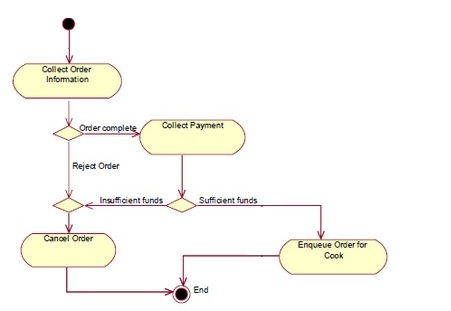 Collect Order
Information
Order complete
Collect Payment
Reject Order
Insufficient funds
Sufficient funds
Cancel Order
Enqueue Order for
Cook
End